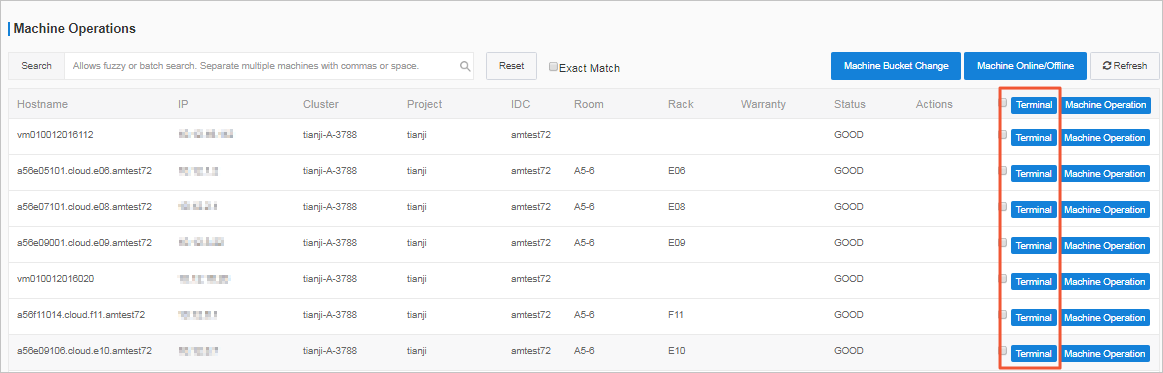 Machine Operations
Search Allows fuzzy or batch search. Separate multiple machines with commas or space. Reset Exact Match Machine Bucket Change Machine Online/Offline Refresh
Hostname IP Cluster Project IDC Room Rack Warranty Status Actions Terminal Machine Operation
vm010012016112 tianji-A-3788 tianji amtest72 GOOD Terminal Machine Operation
a56e05101.cloud.e06.amtest72 tianji-A-3788 tianji amtest72 A5-6 E06 GOOD Terminal Machine Operation
a56e07101.cloud.e08.amtest72 tianji-A-3788 tianji amtest72 A5-6 E08 GOOD Terminal Machine Operation
a56e09001.cloud.e09.amtest72 tianji-A-3788 tianji amtest72 A5-6 E09 GOOD Terminal Machine Operation
vm010012016020 tianji-A-3788 tianji amtest72 GOOD Terminal Machine Operation
a56f11014.cloud.f11.amtest72 tianji-A-3788 tianji amtest72 A5-6 F11 GOOD Terminal Machine Operation
a56e09106.cloud.e10.amtest72 tianji-A-3788 tianji amtest72 A5-6 E10 GOOD Terminal Machine Operation